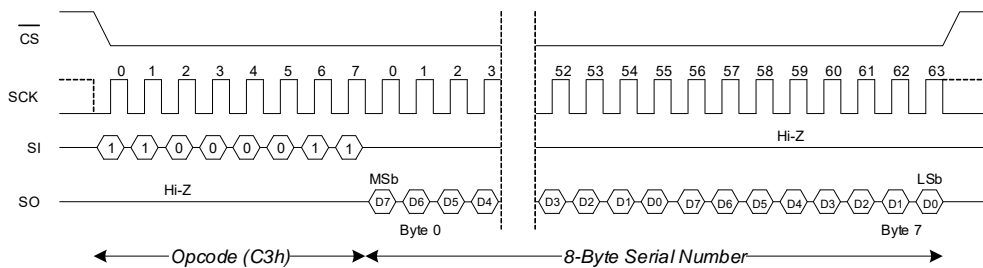 CS
0 1 2 3 4 5 6 7 0 1 2 3 52 53 54 55 56 57 58 59 60 61 62 63
SCK
Hi-Z
SI 1 1 0 0 0 0 1 1
Hi-Z MSb LSb
SO D7 D6 D5 D4 D3 D2 D1 D0 D7 D6 D5 D4 D3 D2 D1 D0
Byte 0 Byte 7
Opcode (C3h) 8-Byte Serial Number